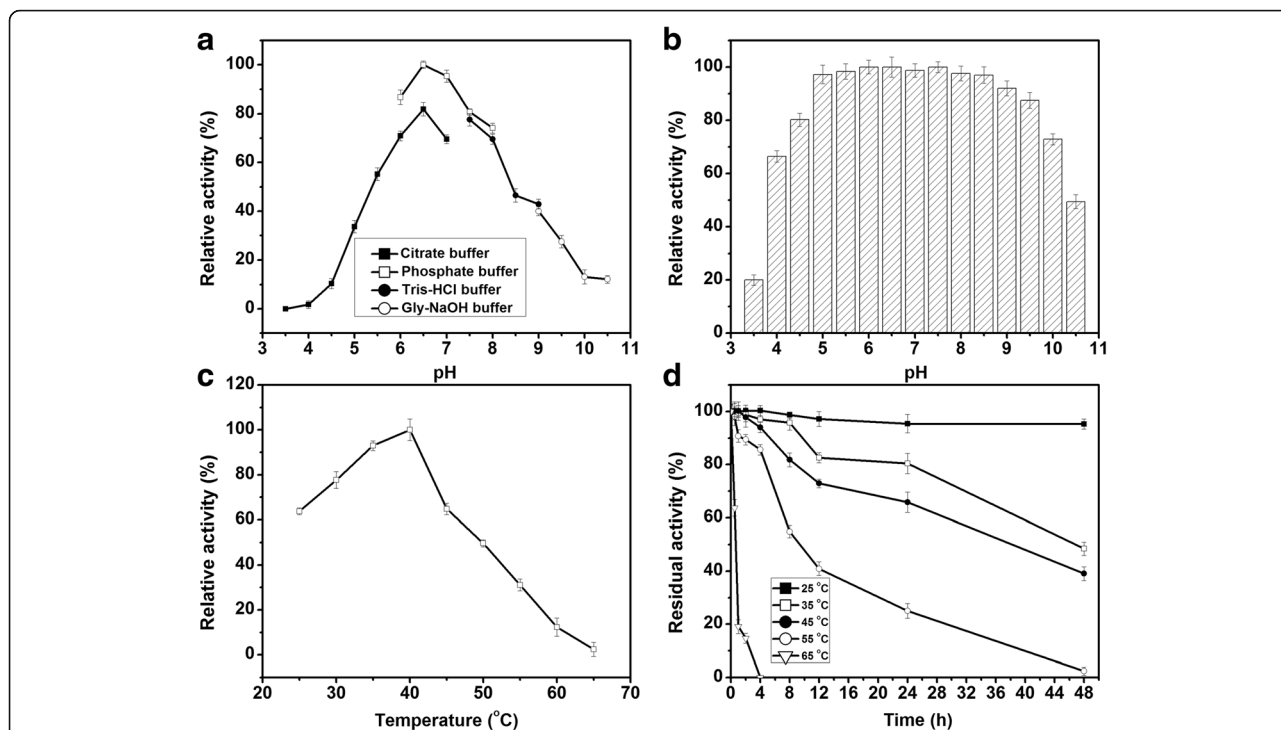 a
Relative activity (%)
100
80
60
40
20
0
Citrate buffer
Phosphate buffer
Tris-HCl buffer
Gly-NaOH buffer
3 4 5 6 7 8 9 10 11
pH
b
Relative activity (%)
100
80
60
40
20
0
3 4 5 6 7 8 9 10 11
pH
c
Relative activity (%)
120
100
80
60
40
20
0
20 30 40 50 60 70
Temperature (°C)
d
Residual activity (%)
100
80
60
40
20
0
25 °C
35 °C
45 °C
55 °C
65 °C
0 4 8 12 16 20 24 28 32 36 40 44 48
Time (h)